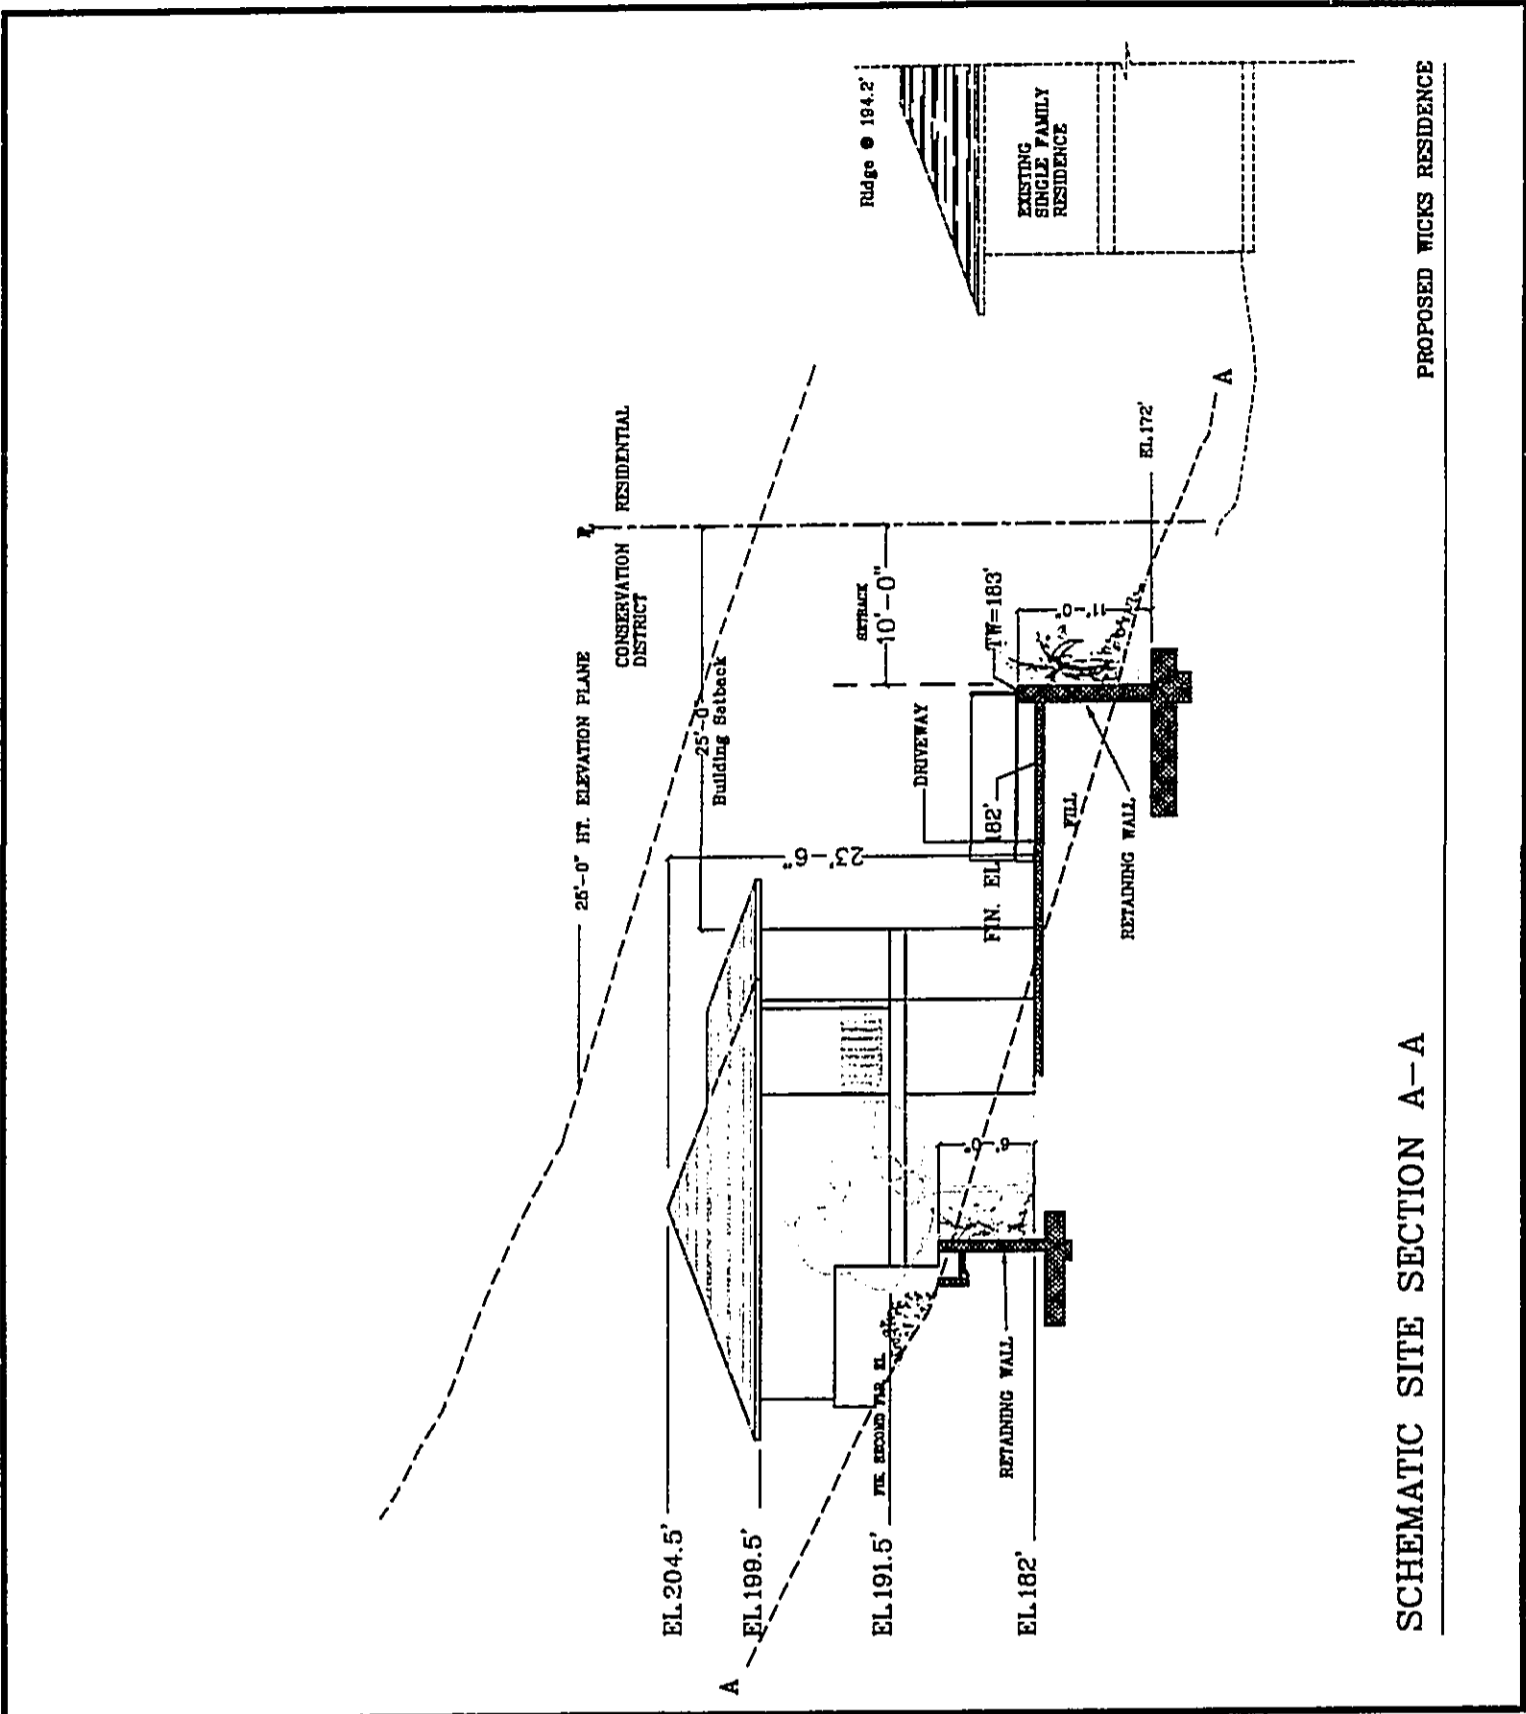 25'-0" HT. ELEVATION PLANE
CONSERVATION
DISTRICT
RESIDENTIAL
25'-0"
Building Setback
SETBACK
10'-0"
Ridge @ 194.2'
EXISTING
SINGLE FAMILY
RESIDENCE
EL.204.5'
EL.199.5'
EL.191.5'
FIN. SECOND FLR. EL.
EL.182'
23'-6"
DRIVEWAY
TW=183'
FIN. EL. 182'
11'-0"
EL.172'
FILL
RETAINING WALL
6'-0"
RETAINING WALL
A
A
SCHEMATIC SITE SECTION A-A
PROPOSED WICKS RESIDENCE